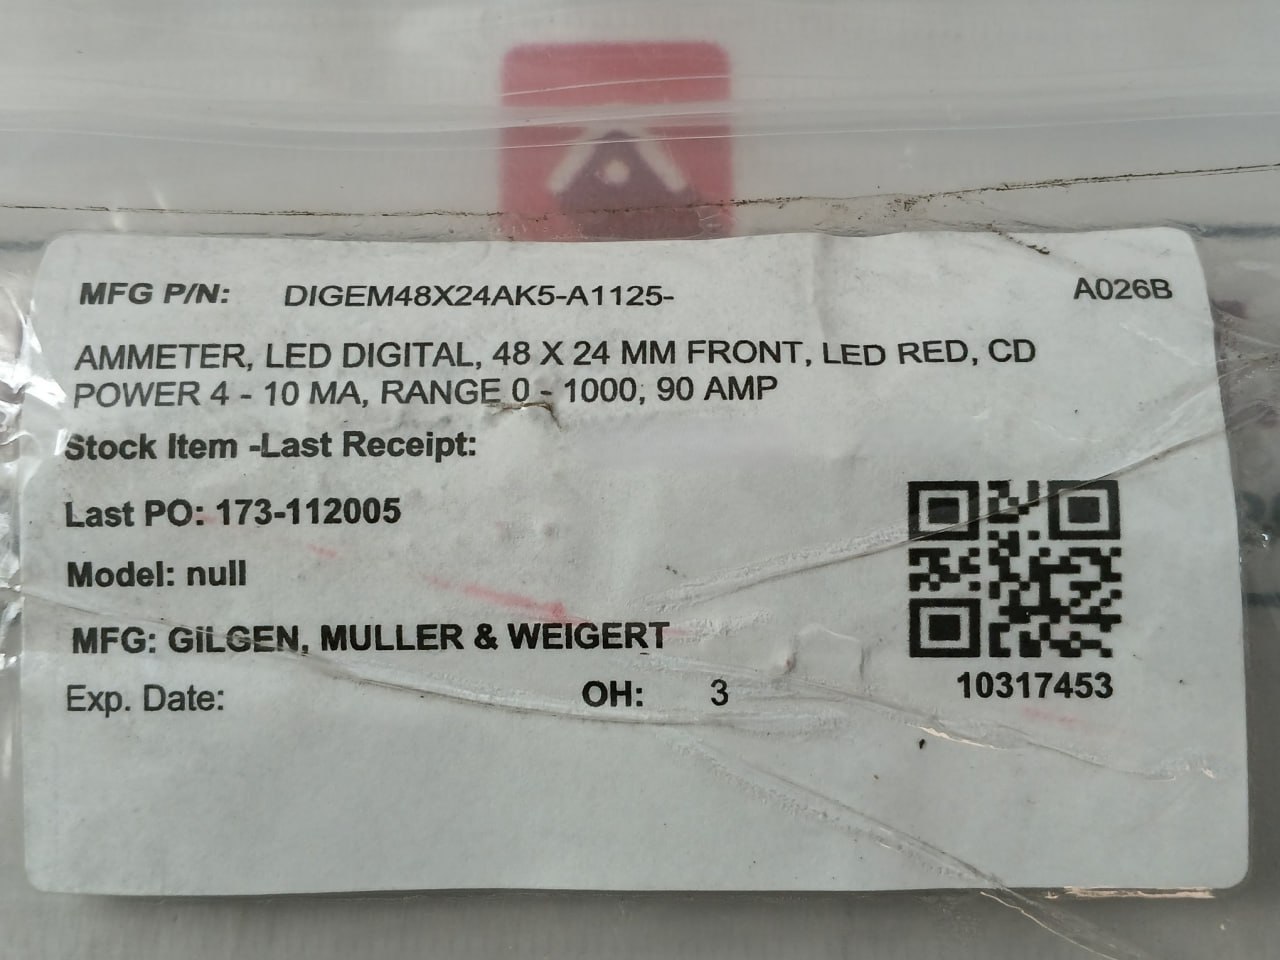 MFG P/N: DIGEM48X24AK5-A1125- A026B
AMMETER, LED DIGITAL, 48 X 24 MM FRONT, LED RED, CD
POWER 4 - 10 MA, RANGE 0 - 1000, 90 AMP
Stock Item -Last Receipt:
Last PO: 173-112005
Model: null
MFG: GILGEN, MULLER & WEIGERT
Exp. Date: OH: 3
10317453